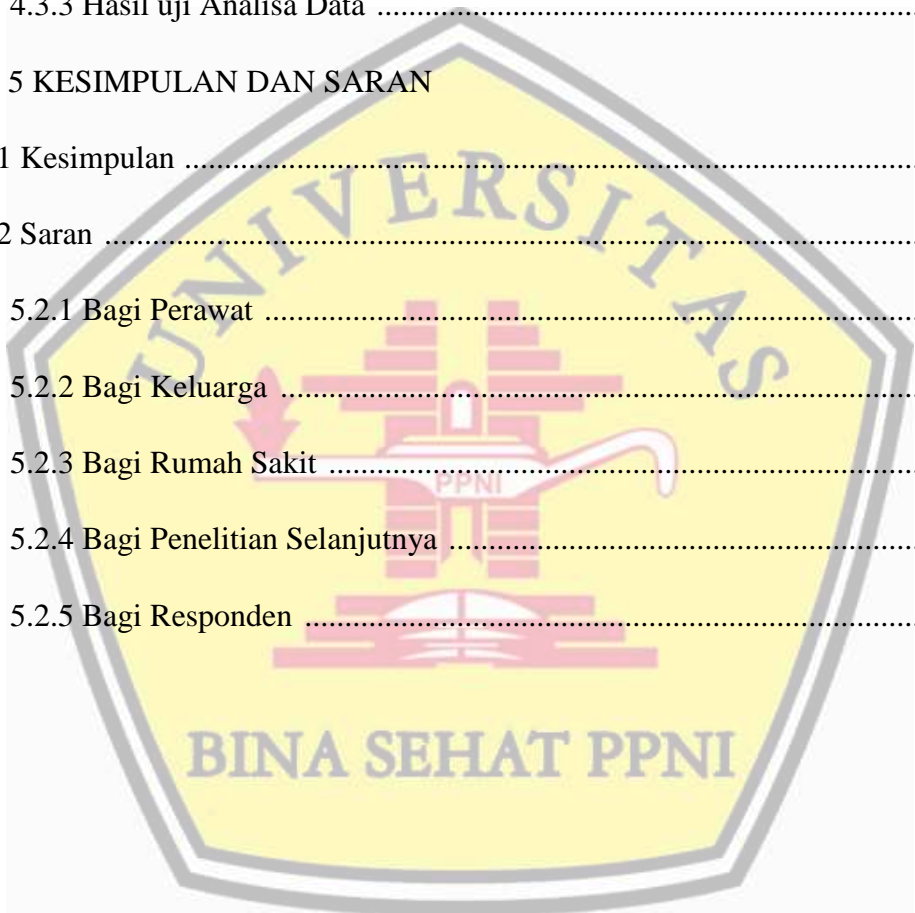 4.3.3 Hasil uji Analisa Data ........................................................................
5 KESIMPULAN DAN SARAN
1 Kesimpulan ................................................................................................
2 Saran ..........................................................................................................
5.2.1 Bagi Perawat ......................................................................................
5.2.2 Bagi Keluarga ....................................................................................
5.2.3 Bagi Rumah Sakit ..............................................................................
5.2.4 Bagi Penelitian Selanjutnya ...............................................................
5.2.5 Bagi Responden .................................................................................
UNIVERSITAS
PPNI
BINA SEHAT PPNI